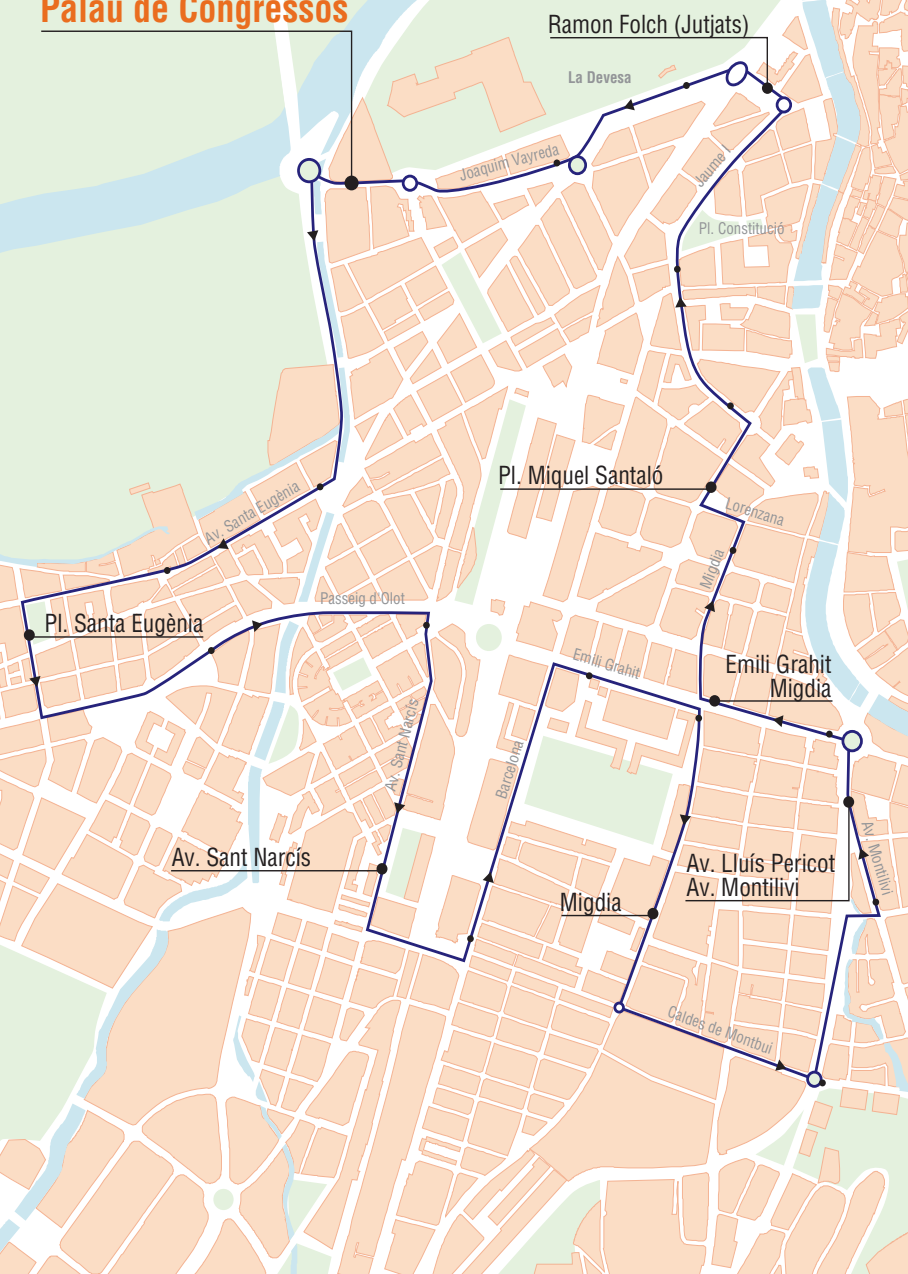 Palau de Congressos
Ramon Folch (Jutjats)
La Devesa
Joaquim Vayreda
Jaume I
Pl. Constitució
Pl. Miquel Santaló
Lorenzana
Av. Santa Eugènia
Migdia
Passeig d'Olot
Pl. Santa Eugènia
Emili Grahit
Emili Grahit
Migdia
Av. Sant Narcís
Barcelona
Av. Montilivi
Av. Sant Narcís
Av. Lluís Pericot
Av. Montilivi
Migdia
Caldes de Montbui